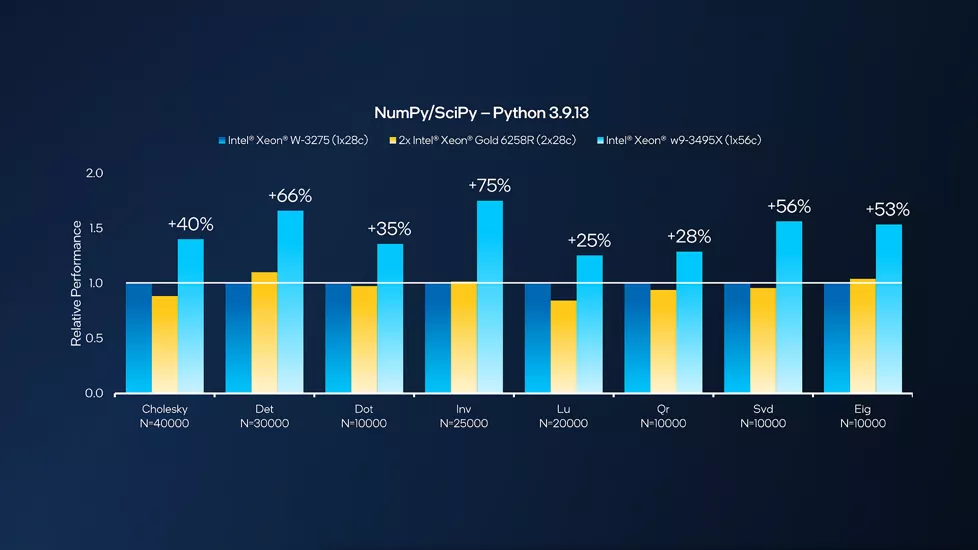 NumPy/SciPy – Python 3.9.13
Intel® Xeon® W-3275 (1x28c) 2x Intel® Xeon® Gold 6258R (2x28c) Intel® Xeon® w9-3495X (1x56c)
Relative Performance
2.0
1.5
1.0
0.5
0.0
+40% +66% +35% +75% +25% +28% +56% +53%
Cholesky Det Dot Inv Lu Qr Svd Eig
N=40000 N=30000 N=10000 N=25000 N=20000 N=10000 N=10000 N=10000